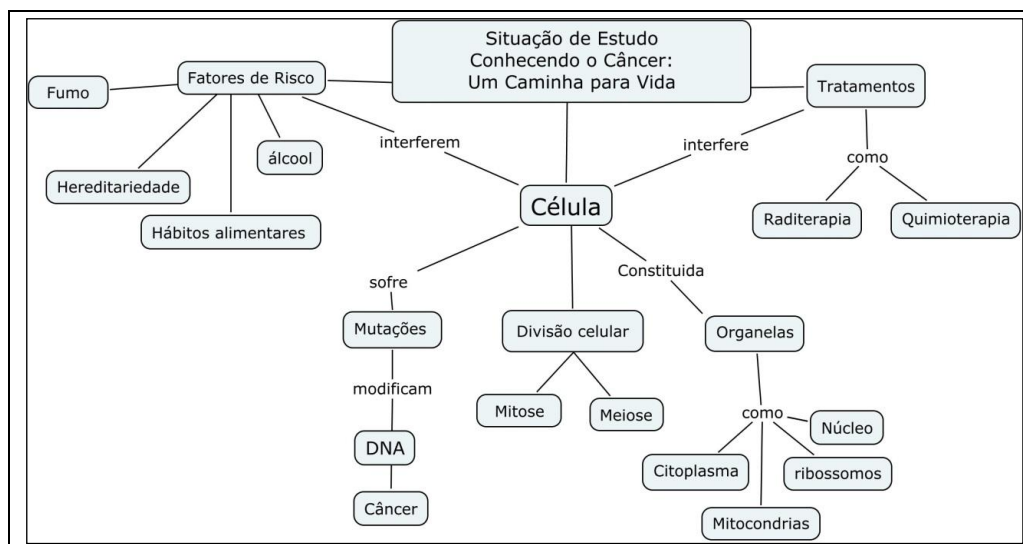 Situação de Estudo
Conhecendo o Câncer:
Um Caminha para Vida
Fatores de Risco
Fumo
Tratamentos
interferem
interfere
álcool
como
Hereditariedade
Célula
Raditerapia
Quimioterapia
Hábitos alimentares
sofre
Constituida
Mutações
Divisão celular
Organelas
modificam
Mitose
Meiose
como
Núcleo
DNA
Citoplasma
ribossomos
Câncer
Mitocondrias